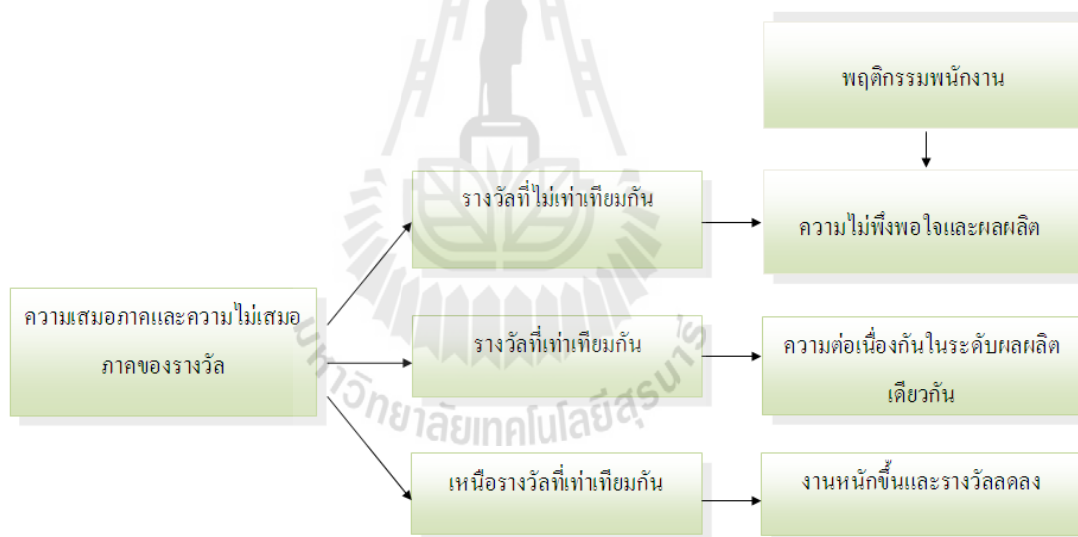 พฤติกรรมพนักงาน
รางวัลที่ไม่เท่าเทียมกัน
ความไม่พึงพอใจและผลผลิต
ความเสมอภาคและความไม่เสมอ
ภาคของรางวัล
รางวัลที่เท่าเทียมกัน
ความต่อเนื่องกันในระดับผลผลิต
เดียวกัน
เหนือรางวัลที่เท่าเทียมกัน
งานหนักขึ้นและรางวัลลดลง
มหาวิทยาลัยเทคโนโลยีสุรนารี